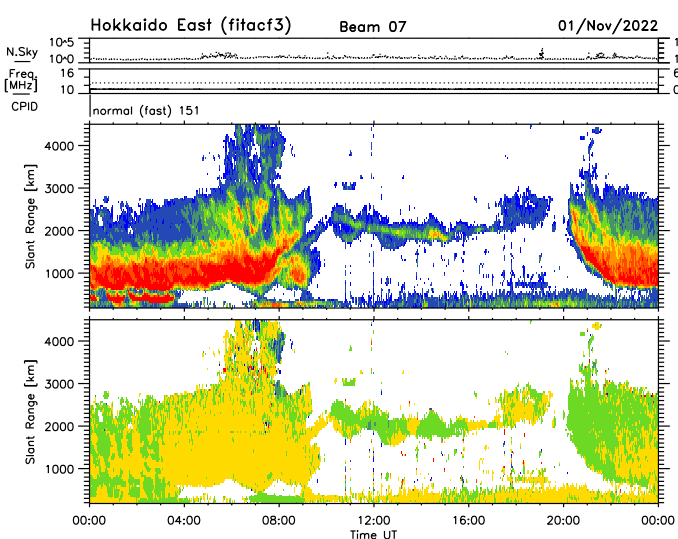 Hokkaido East (fitacf3) Beam 07 01/Nov/2022
N.Sky 10^5 10^0 1 1
Freq. [MHz] 16 10 6 0
CPID normal (fast) 151
Slant Range [km] 4000 3000 2000 1000
Slant Range [km] 4000 3000 2000 1000
00:00 04:00 08:00 12:00 16:00 20:00 00:00
Time UT